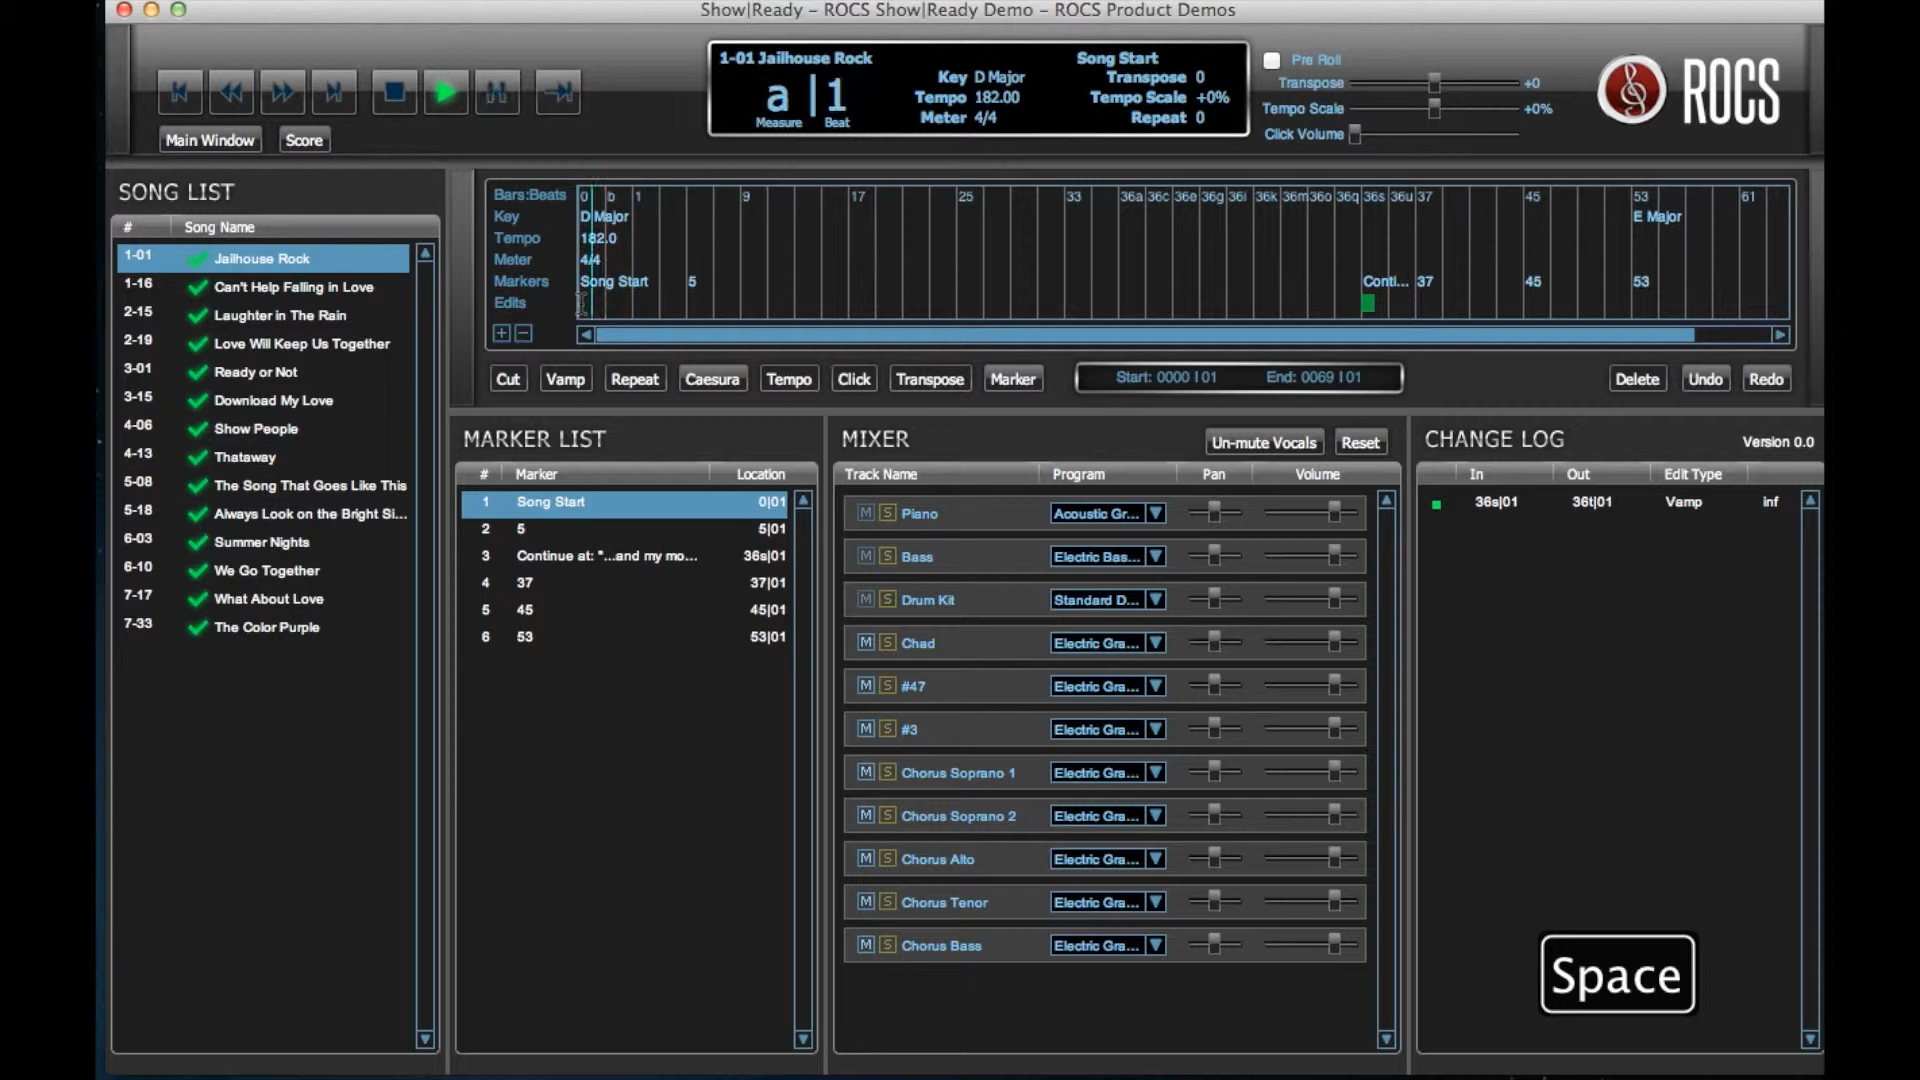 Show|Ready – ROCS Show|Ready Demo – ROCS Product Demos
1-01 Jailhouse Rock
Song Start
a|1
Measure Beat
Key D Major
Tempo 182.00
Meter 4/4
Transpose 0
Tempo Scale +0%
Repeat 0
Pre Roll
Transpose +0
Tempo Scale +0%
Click Volume
ROCS
Main Window Score
SONG LIST
# Song Name
1-01 Jailhouse Rock
1-16 Can't Help Falling in Love
2-15 Laughter in The Rain
2-19 Love Will Keep Us Together
3-01 Ready or Not
3-15 Download My Love
4-06 Show People
4-13 Thataway
5-08 The Song That Goes Like This
5-18 Always Look on the Bright Si...
6-03 Summer Nights
6-10 We Go Together
7-17 What About Love
7-33 The Color Purple
Bars:Beats 0 b 1 9 17 25 33 36a 36c 36e 36g 36i 36k 36m 36o 36q 36s 36u 37 45 53 61
Key D Major E Major
Tempo 182.0
Meter 4/4
Markers Song Start 5 Conti... 37 45 53
Edits
+ −
Cut Vamp Repeat Caesura Tempo Click Transpose Marker Start: 0000 | 01 End: 0069 | 01 Delete Undo Redo
MARKER LIST
# Marker Location
1 Song Start 0|01
2 5 5|01
3 Continue at: "...and my mo... 36s|01
4 37 37|01
5 45 45|01
6 53 53|01
MIXER Un-mute Vocals Reset
Track Name Program Pan Volume
M S Piano Acoustic Gr...
M S Bass Electric Bas...
M S Drum Kit Standard D...
M S Chad Electric Gra...
M S #47 Electric Gra...
M S #3 Electric Gra...
M S Chorus Soprano 1 Electric Gra...
M S Chorus Soprano 2 Electric Gra...
M S Chorus Alto Electric Gra...
M S Chorus Tenor Electric Gra...
M S Chorus Bass Electric Gra...
CHANGE LOG Version 0.0
In Out Edit Type
36s|01 36t|01 Vamp inf
Space